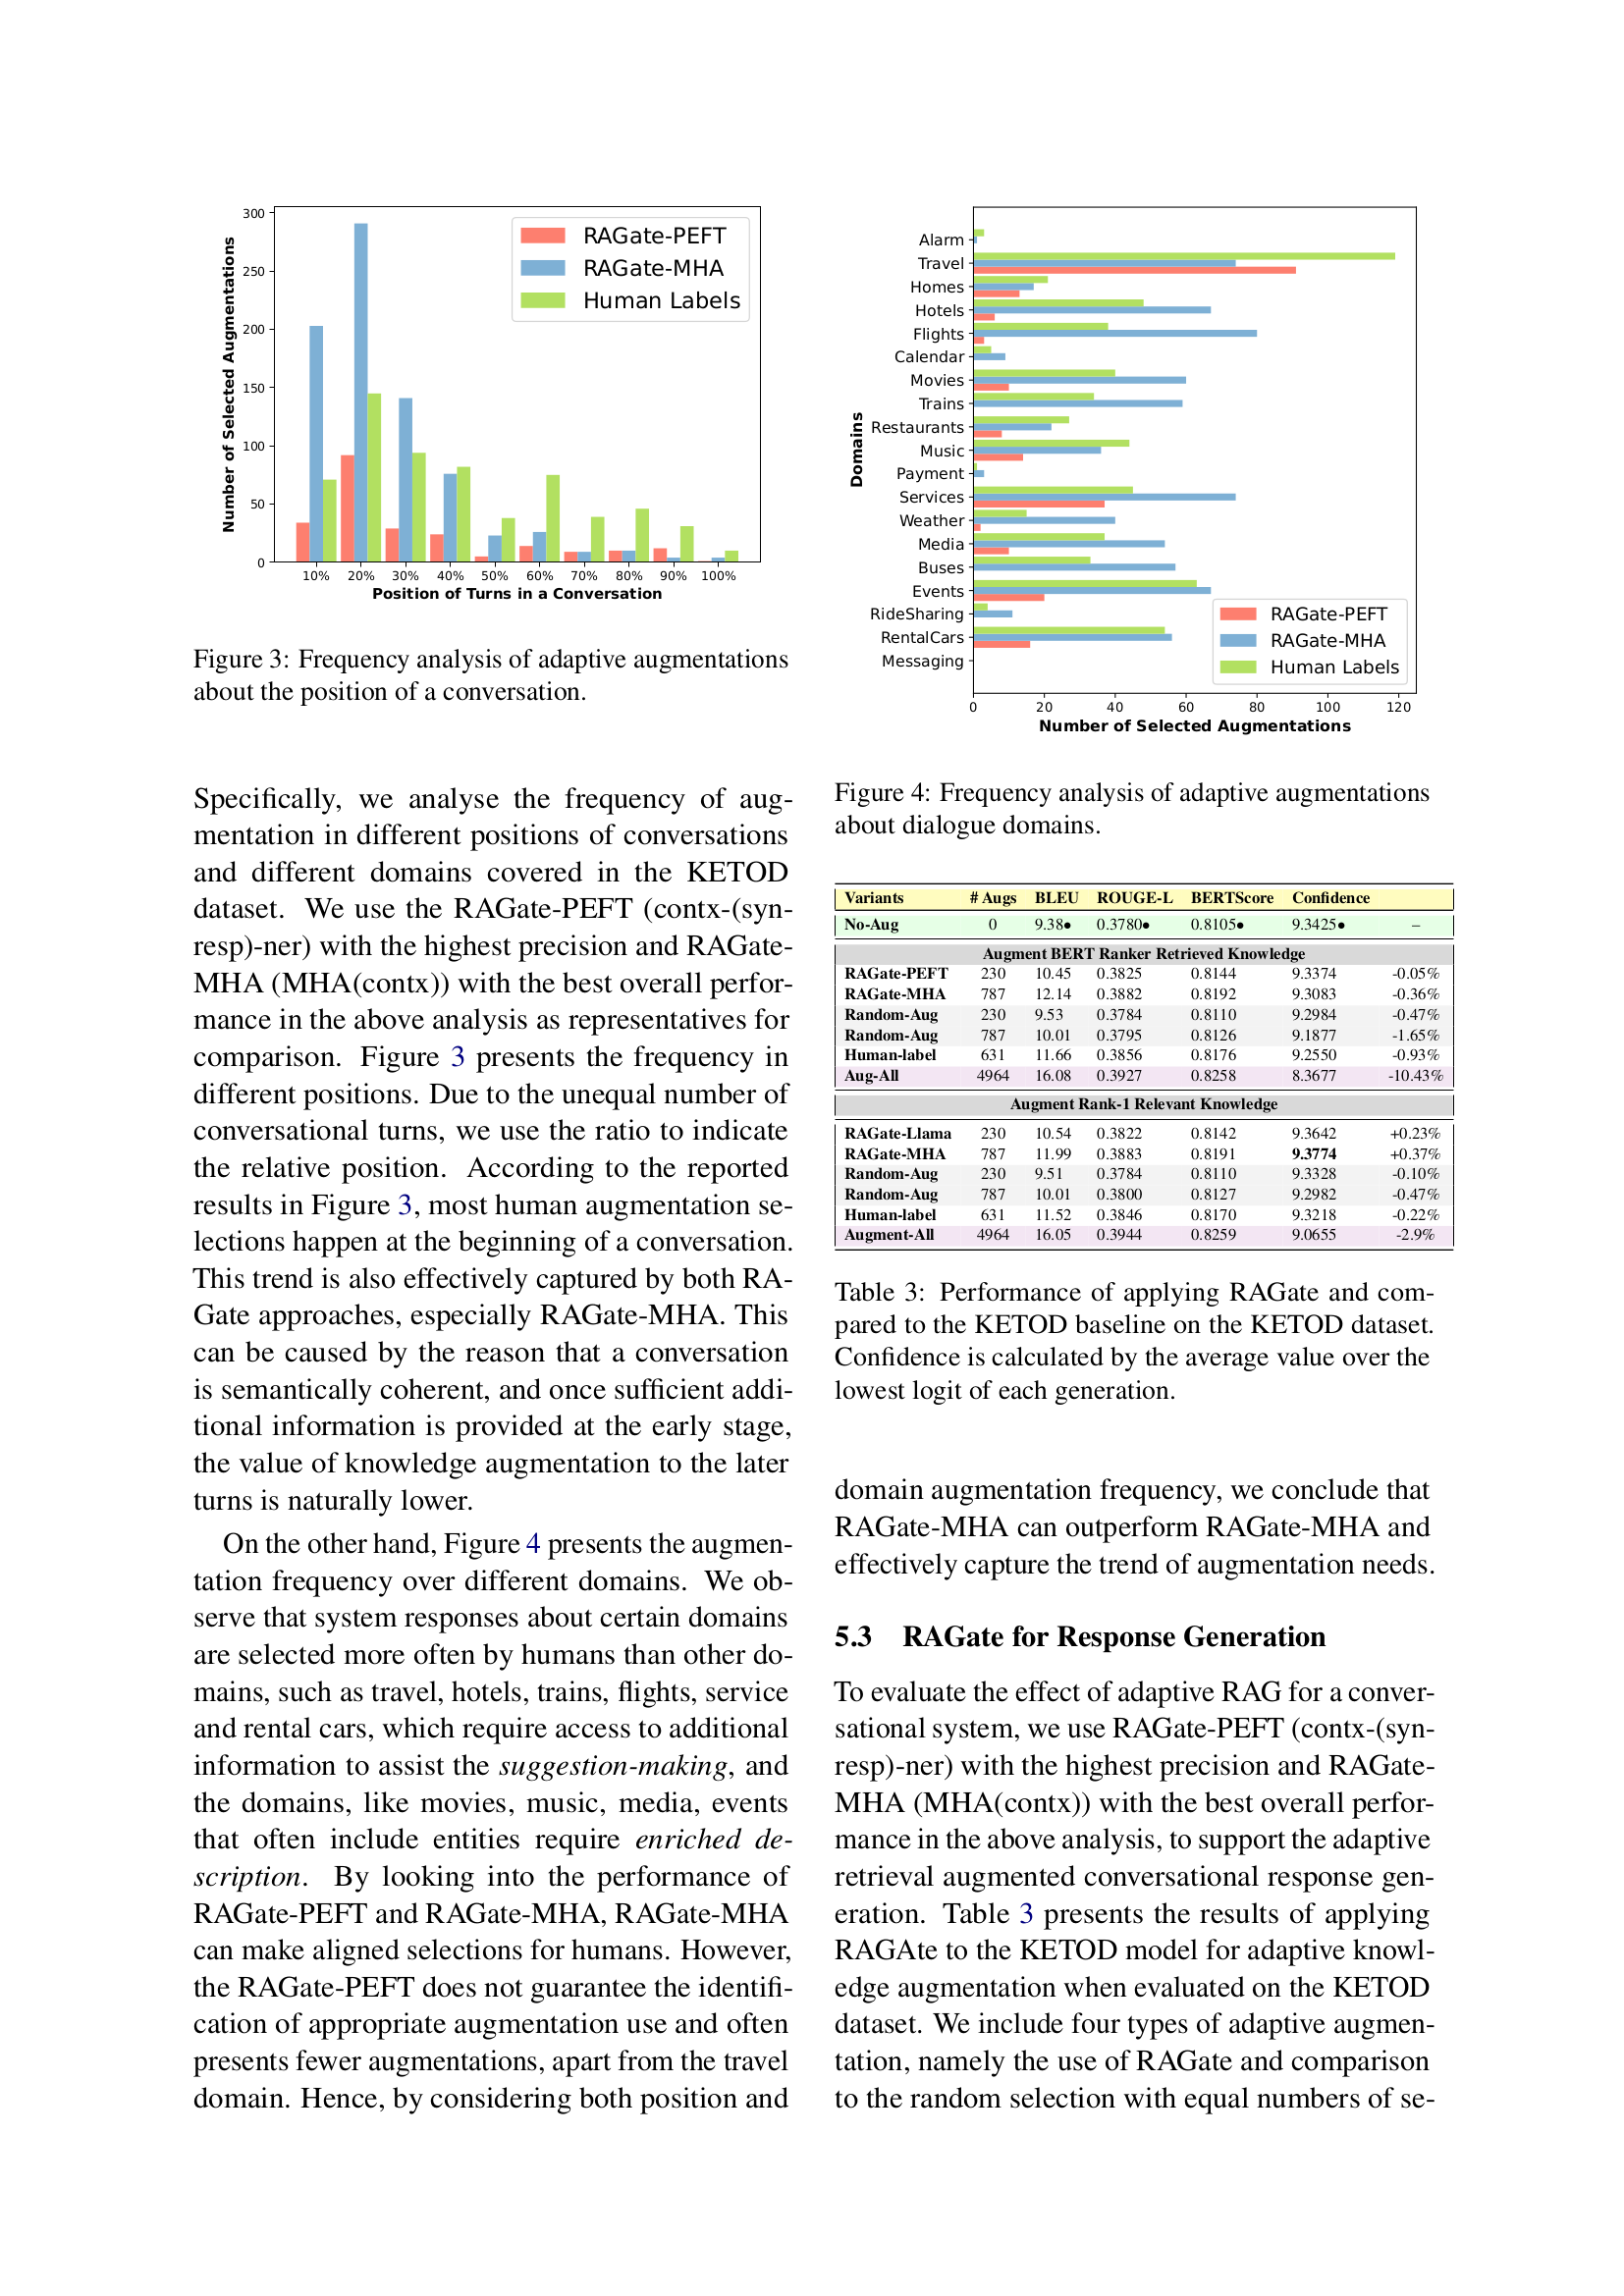 300
250
200
150
100
50
0
Number of Selected Augmentations
RAGate-PEFT
RAGate-MHA
Human Labels
10% 20% 30% 40% 50% 60% 70% 80% 90% 100%
Position of Turns in a Conversation
Figure 3: Frequency analysis of adaptive augmentations
about the position of a conversation.
Specifically, we analyse the frequency of aug-
mentation in different positions of conversations
and different domains covered in the KETOD
dataset. We use the RAGate-PEFT (contx-(syn-
resp)-ner) with the highest precision and RAGate-
MHA (MHA(contx)) with the best overall perfor-
mance in the above analysis as representatives for
comparison. Figure 3 presents the frequency in
different positions. Due to the unequal number of
conversational turns, we use the ratio to indicate
the relative position. According to the reported
results in Figure 3, most human augmentation se-
lections happen at the beginning of a conversation.
This trend is also effectively captured by both RA-
Gate approaches, especially RAGate-MHA. This
can be caused by the reason that a conversation
is semantically coherent, and once sufficient addi-
tional information is provided at the early stage,
the value of knowledge augmentation to the later
turns is naturally lower.
On the other hand, Figure 4 presents the augmen-
tation frequency over different domains. We ob-
serve that system responses about certain domains
are selected more often by humans than other do-
mains, such as travel, hotels, trains, flights, service
and rental cars, which require access to additional
information to assist the suggestion-making, and
the domains, like movies, music, media, events
that often include entities require enriched de-
scription. By looking into the performance of
RAGate-PEFT and RAGate-MHA, RAGate-MHA
can make aligned selections for humans. However,
the RAGate-PEFT does not guarantee the identifi-
cation of appropriate augmentation use and often
presents fewer augmentations, apart from the travel
domain. Hence, by considering both position and
Domains
Alarm
Travel
Homes
Hotels
Flights
Calendar
Movies
Trains
Restaurants
Music
Payment
Services
Weather
Media
Buses
Events
RideSharing
RentalCars
Messaging
RAGate-PEFT
RAGate-MHA
Human Labels
0 20 40 60 80 100 120
Number of Selected Augmentations
Figure 4: Frequency analysis of adaptive augmentations
about dialogue domains.
Variants # Augs BLEU ROUGE-L BERTScore Confidence
No-Aug 0 9.38● 0.3780● 0.8105● 9.3425● –
Augment BERT Ranker Retrieved Knowledge
RAGate-PEFT 230 10.45 0.3825 0.8144 9.3374 -0.05%
RAGate-MHA 787 12.14 0.3882 0.8192 9.3083 -0.36%
Random-Aug 230 9.53 0.3784 0.8110 9.2984 -0.47%
Random-Aug 787 10.01 0.3795 0.8126 9.1877 -1.65%
Human-label 631 11.66 0.3856 0.8176 9.2550 -0.93%
Aug-All 4964 16.08 0.3927 0.8258 8.3677 -10.43%
Augment Rank-1 Relevant Knowledge
RAGate-Llama 230 10.54 0.3822 0.8142 9.3642 +0.23%
RAGate-MHA 787 11.99 0.3883 0.8191 9.3774 +0.37%
Random-Aug 230 9.51 0.3784 0.8110 9.3328 -0.10%
Random-Aug 787 10.01 0.3800 0.8127 9.2982 -0.47%
Human-label 631 11.52 0.3846 0.8170 9.3218 -0.22%
Augment-All 4964 16.05 0.3944 0.8259 9.0655 -2.9%
Table 3: Performance of applying RAGate and com-
pared to the KETOD baseline on the KETOD dataset.
Confidence is calculated by the average value over the
lowest logit of each generation.
domain augmentation frequency, we conclude that
RAGate-MHA can outperform RAGate-MHA and
effectively capture the trend of augmentation needs.
5.3 RAGate for Response Generation
To evaluate the effect of adaptive RAG for a conver-
sational system, we use RAGate-PEFT (contx-(syn-
resp)-ner) with the highest precision and RAGate-
MHA (MHA(contx)) with the best overall perfor-
mance in the above analysis, to support the adaptive
retrieval augmented conversational response gen-
eration. Table 3 presents the results of applying
RAGAte to the KETOD model for adaptive knowl-
edge augmentation when evaluated on the KETOD
dataset. We include four types of adaptive augmen-
tation, namely the use of RAGate and comparison
to the random selection with equal numbers of se-